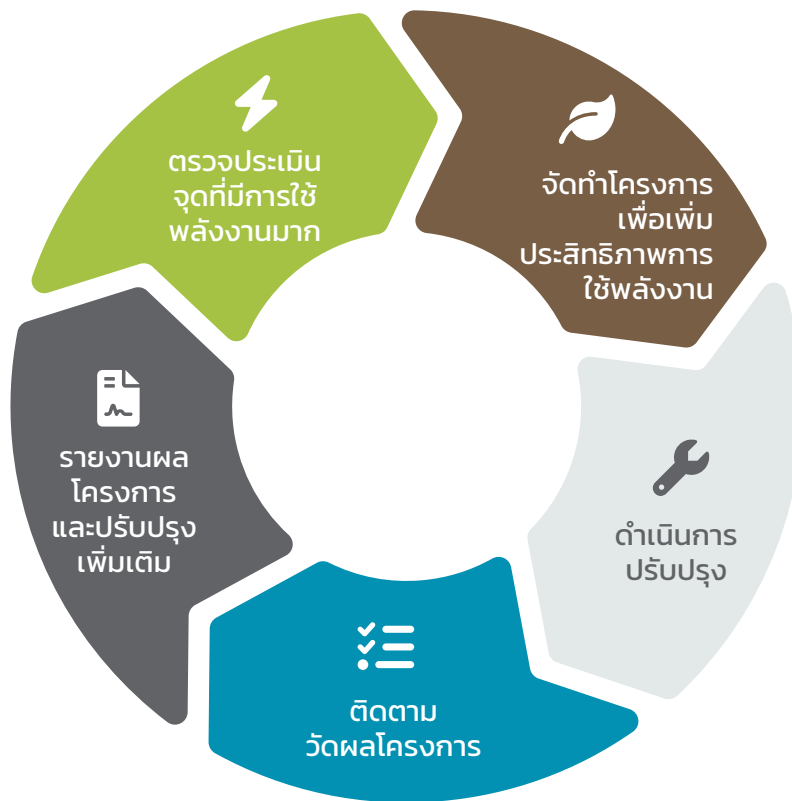 ตรวจประเมิน
จุดที่มีการใช้
พลังงานมาก
จัดทำโครงการ
เพื่อเพิ่ม
ประสิทธิภาพการ
ใช้พลังงาน
ดำเนินการ
ปรับปรุง
ติดตาม
วัดผลโครงการ
รายงานผล
โครงการ
และปรับปรุง
เพิ่มเติม